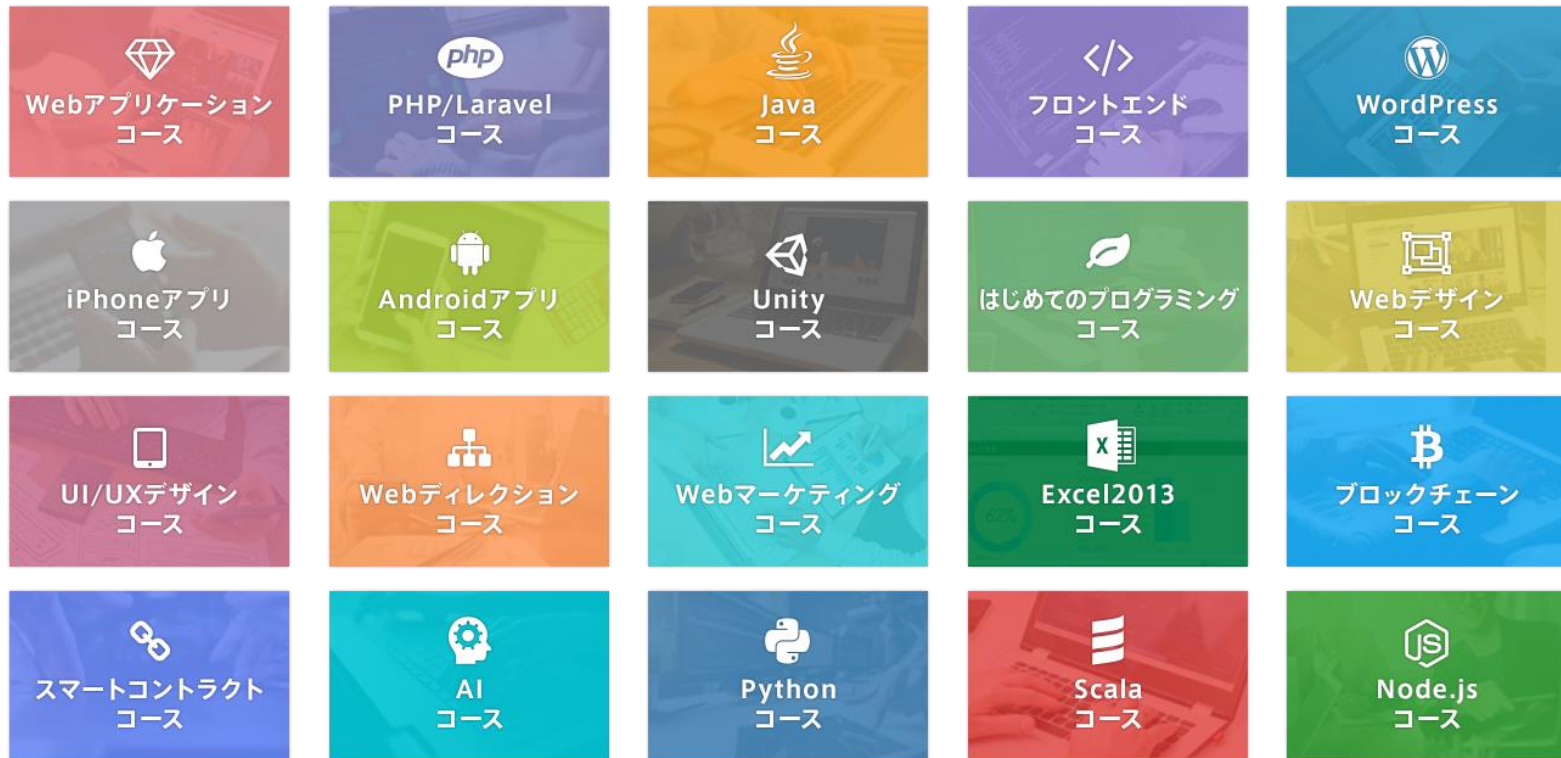 php
Webアプリケーション
コース
PHP/Laravel
コース
Java
コース
フロントエンド
コース
WordPress
コース
iPhoneアプリ
コース
Androidアプリ
コース
Unity
コース
はじめてのプログラミング
コース
Webデザイン
コース
UI/UXデザイン
コース
Webディレクション
コース
Webマーケティング
コース
62%
Excel2013
コース
ブロックチェーン
コース
スマートコントラクト
コース
AI
コース
Python
コース
Scala
コース
JS
Node.js
コース